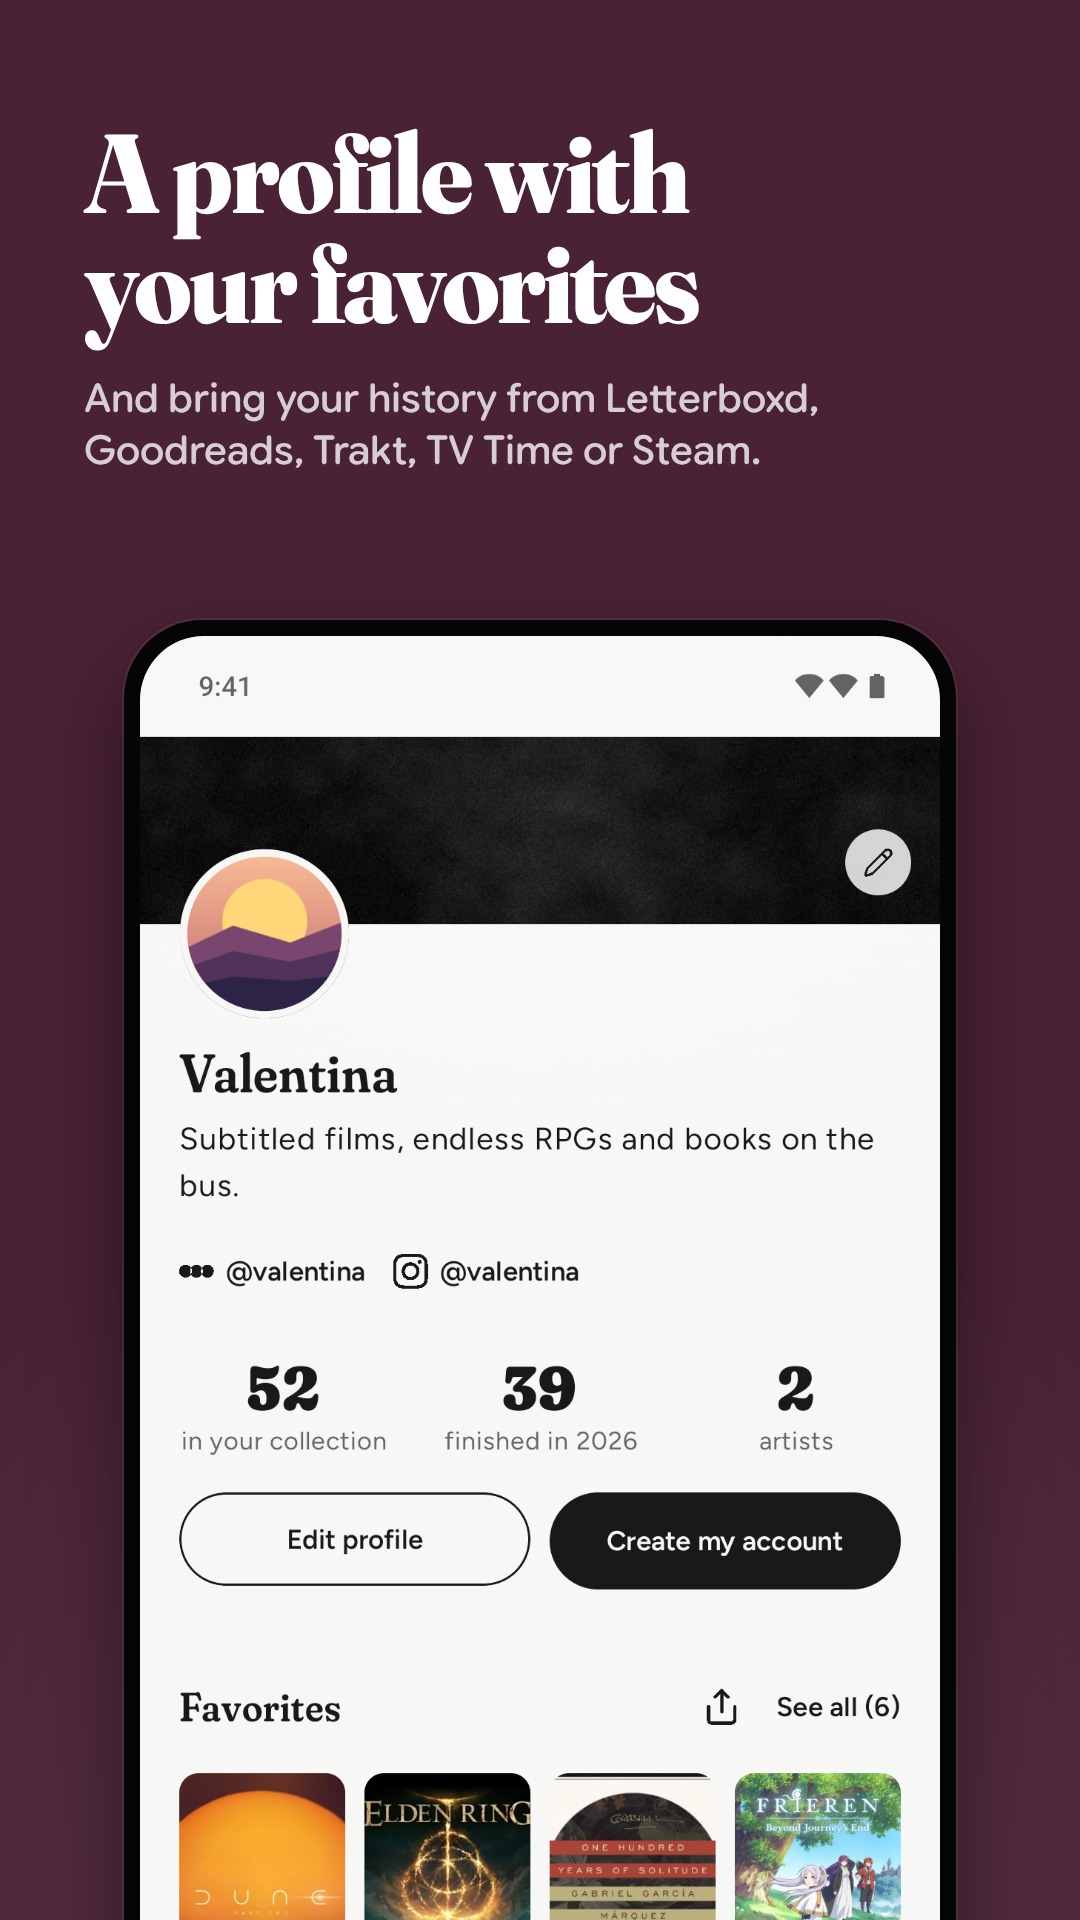 A profile with
your favorites
And bring your history from Letterboxd,
Goodreads, Trakt, TV Time or Steam.
9:41
Valentina
Subtitled films, endless RPGs and books on the
bus.
@valentina @valentina
52 39 2
in your collection finished in 2026 artists
Edit profile Create my account
Favorites See all (6)
DUNE
PART TWO
ELDEN RING
ONE HUNDRED
YEARS OF SOLITUDE
GABRIEL GARCÍA
MÁRQUEZ
FRIEREN
Beyond Journey's End